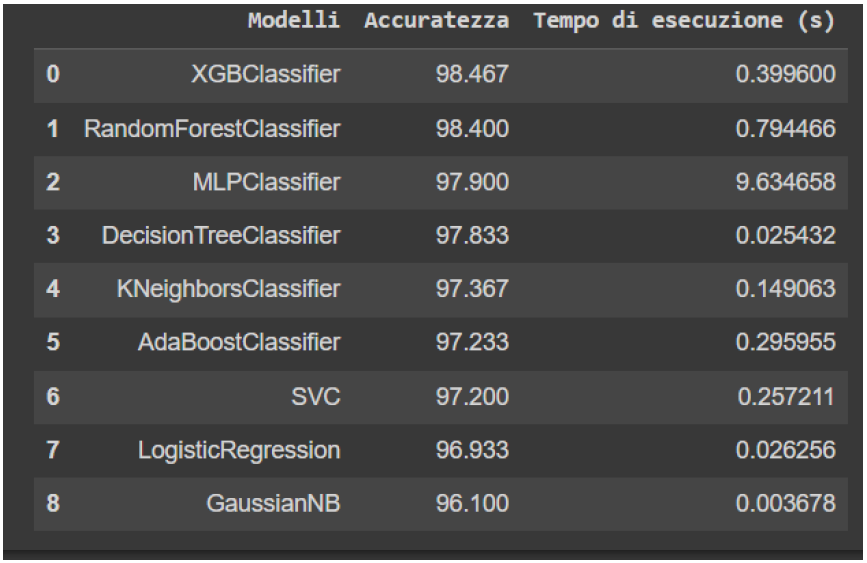 Modelli Accuratezza Tempo di esecuzione (s)
0 XGBClassifier 98.467 0.399600
1 RandomForestClassifier 98.400 0.794466
2 MLPClassifier 97.900 9.634658
3 DecisionTreeClassifier 97.833 0.025432
4 KNeighborsClassifier 97.367 0.149063
5 AdaBoostClassifier 97.233 0.295955
6 SVC 97.200 0.257211
7 LogisticRegression 96.933 0.026256
8 GaussianNB 96.100 0.003678